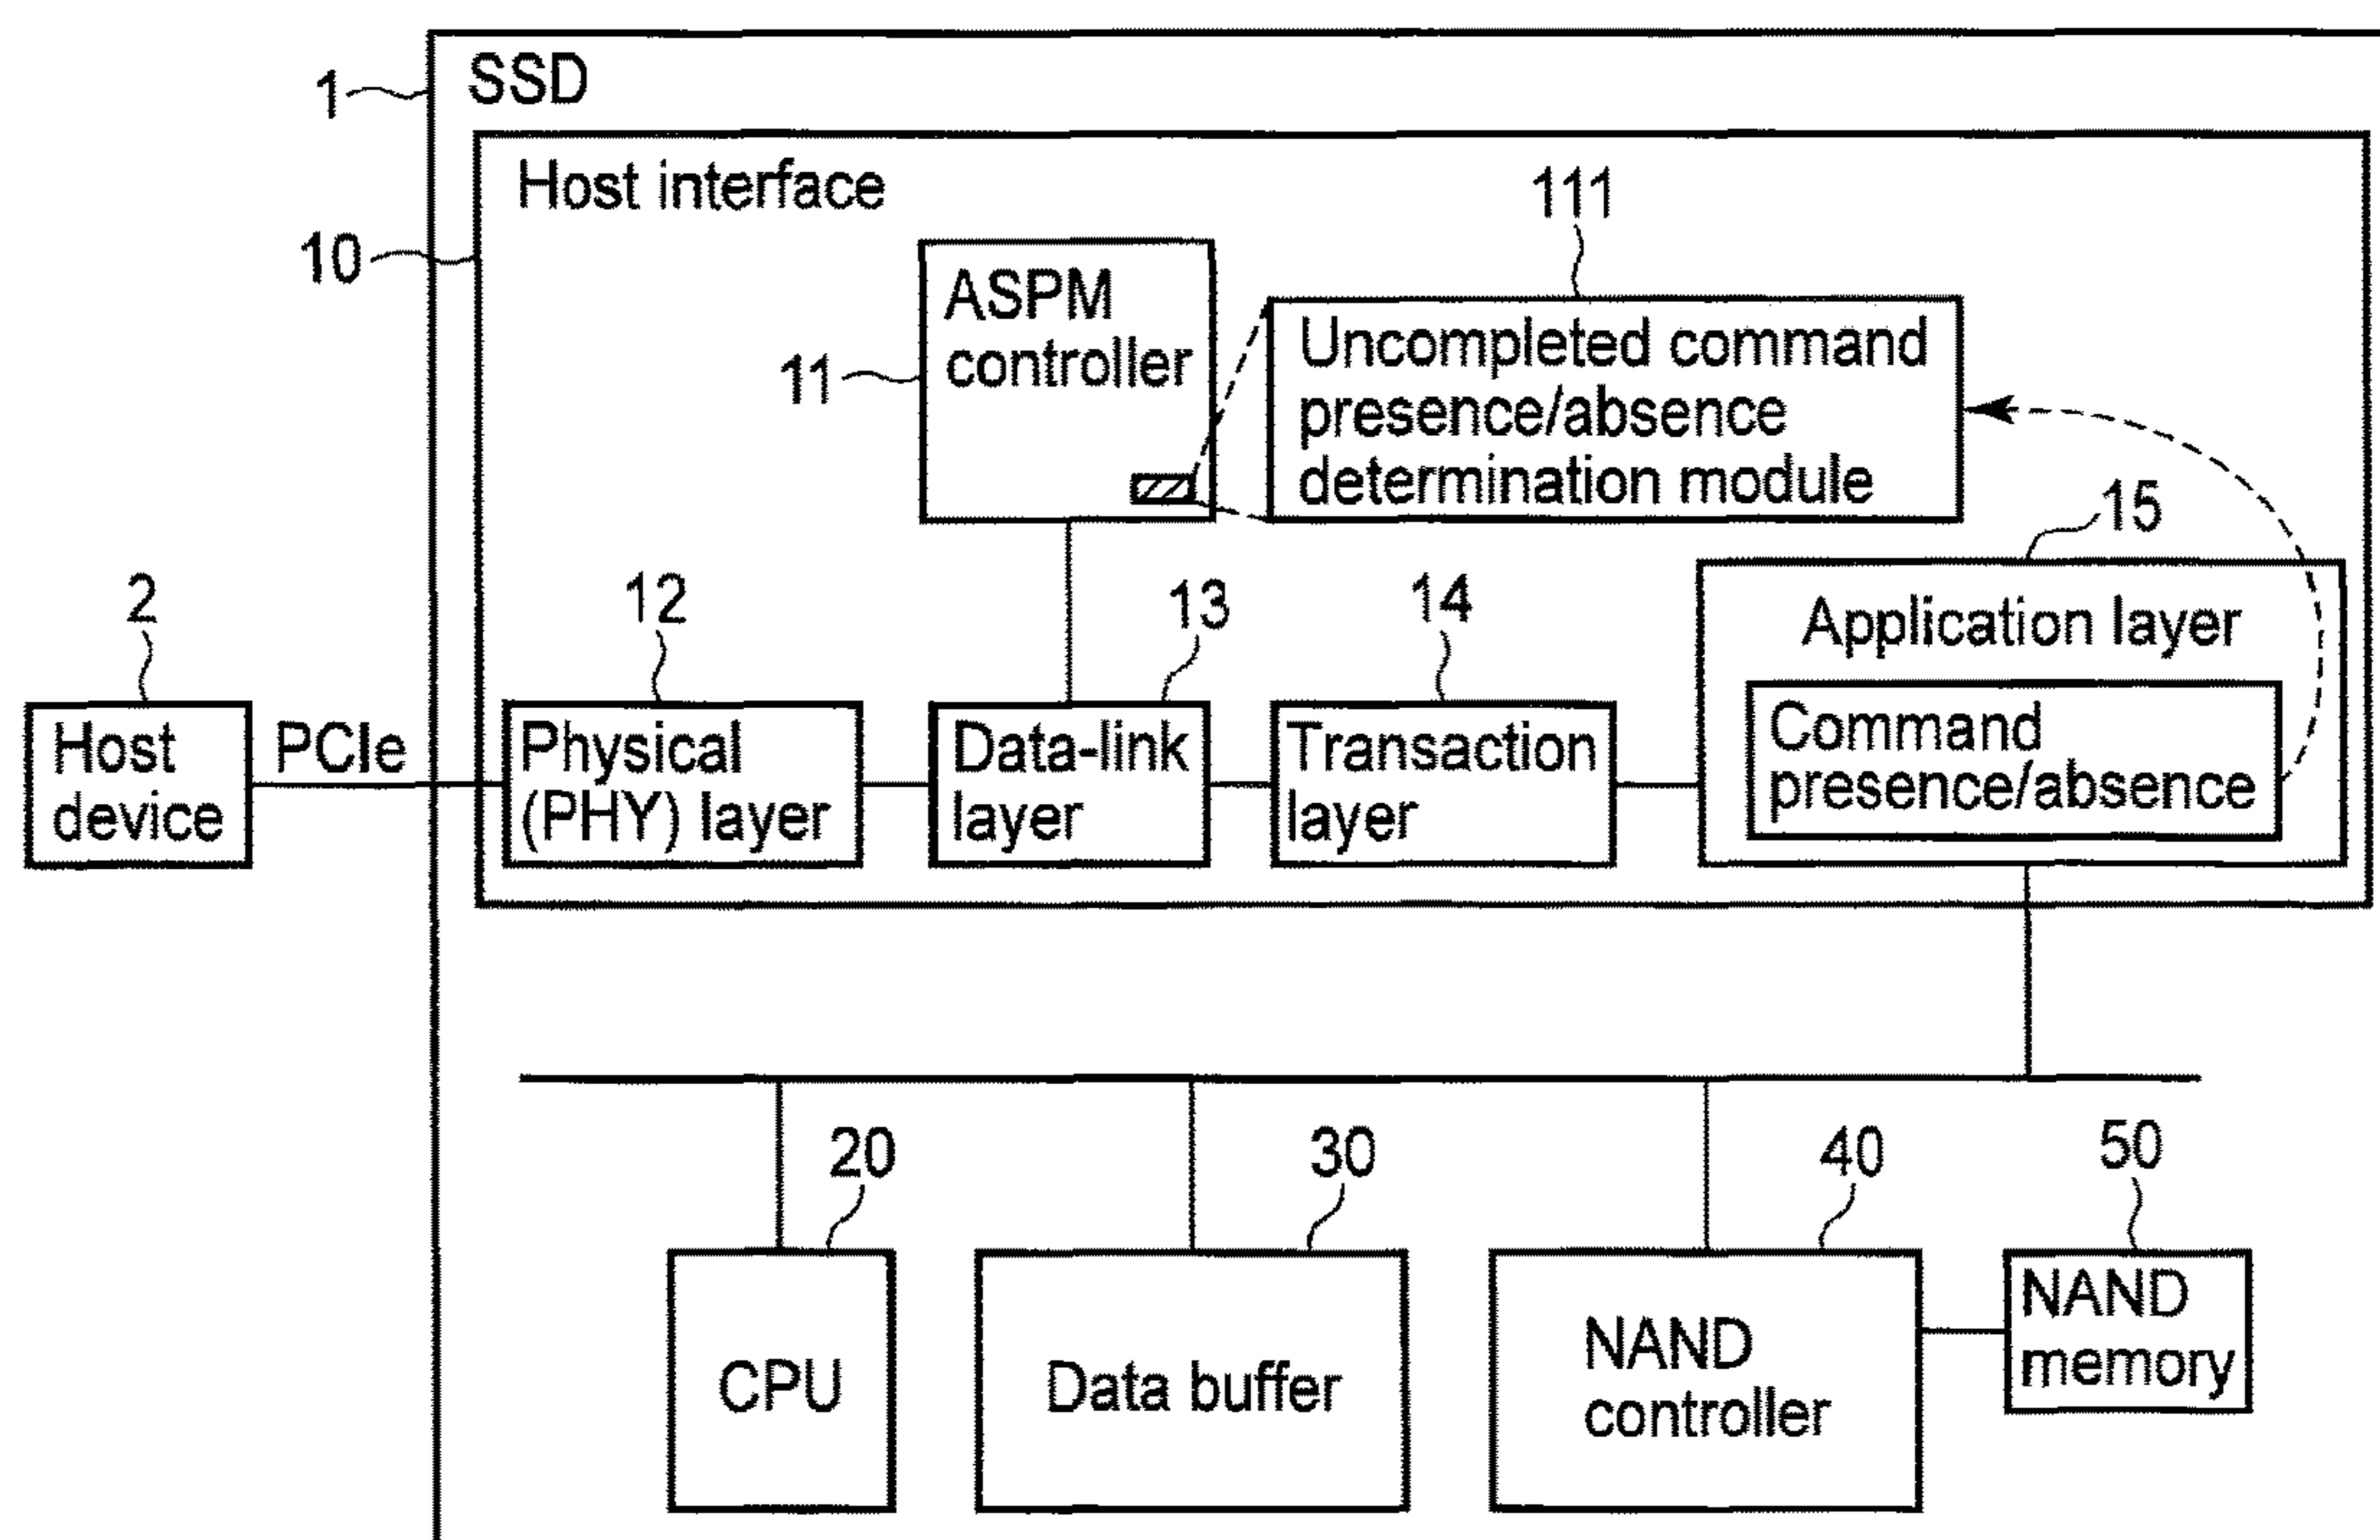 1
SSD
10
Host interface
111
11
ASPM
controller
Uncompleted command
presence/absence
determination module
15
2
12
13
14
Application layer
Host
device
PCIe
Physical
(PHY) layer
Data-link
layer
Transaction
layer
Command
presence/absence
20
30
40
50
CPU
Data buffer
NAND
controller
NAND
memory